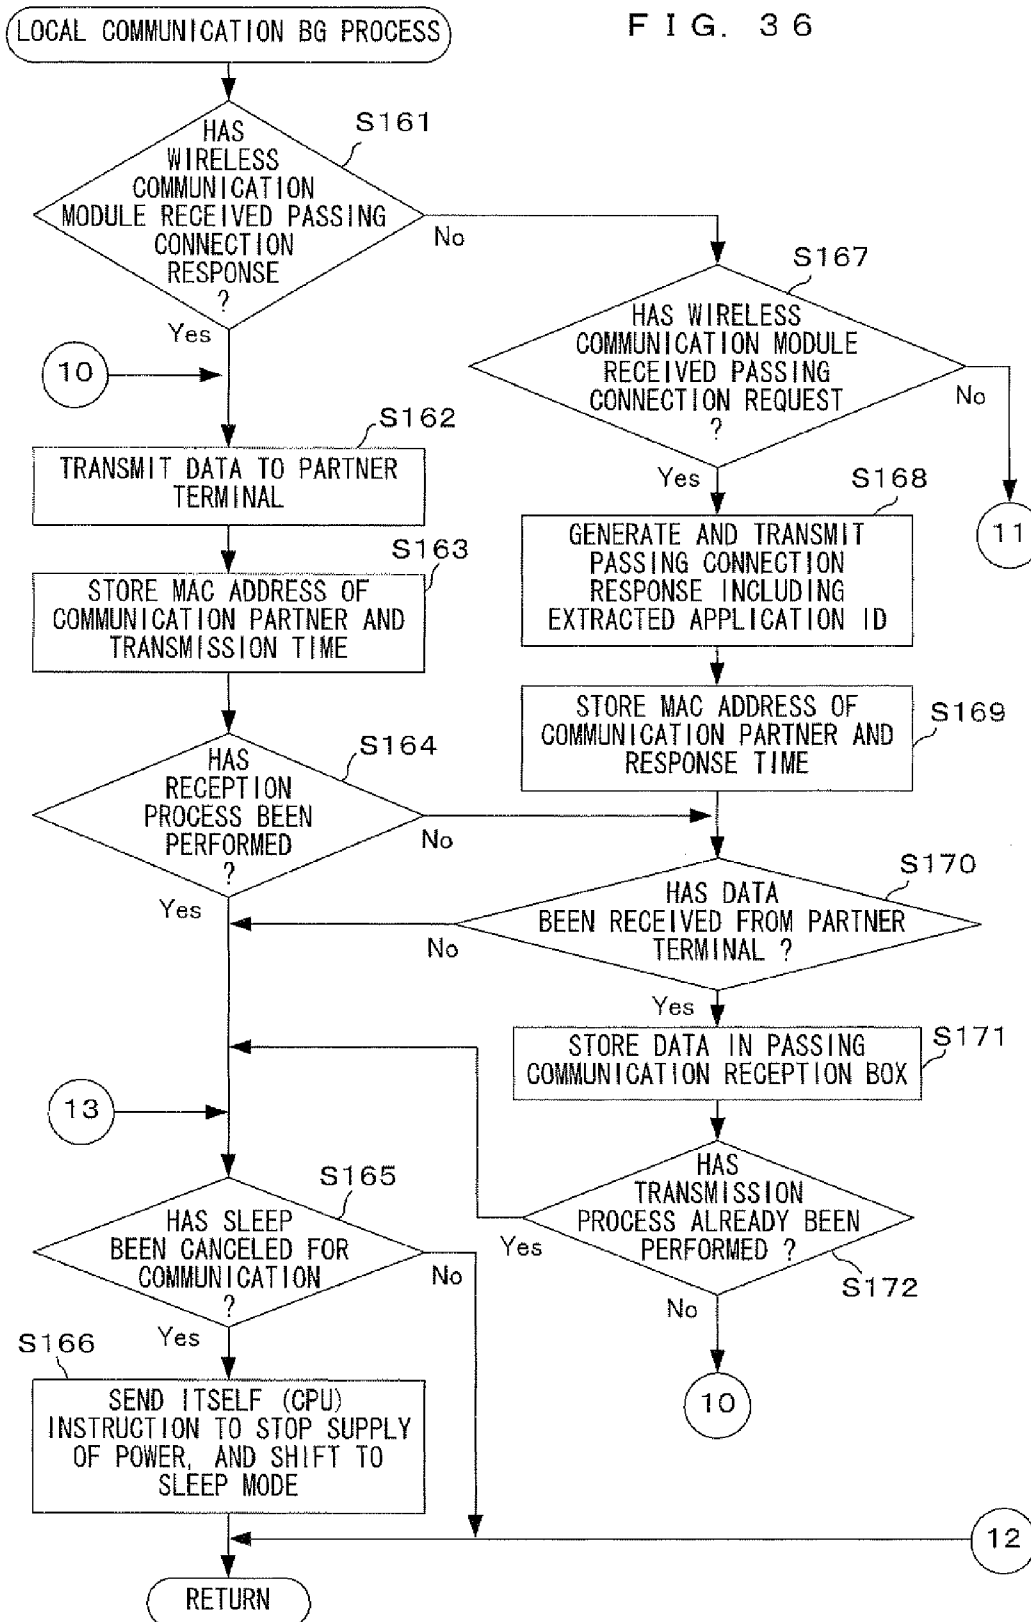 FIG. 36
LOCAL COMMUNICATION BG PROCESS
S161
HAS
WIRELESS
COMMUNICATION
MODULE RECEIVED PASSING
CONNECTION
RESPONSE
?
No
Yes
S167
HAS WIRELESS
COMMUNICATION MODULE
RECEIVED PASSING
CONNECTION REQUEST
?
No
Yes
11
10
S162
TRANSMIT DATA TO PARTNER
TERMINAL
S163
STORE MAC ADDRESS OF
COMMUNICATION PARTNER AND
TRANSMISSION TIME
S168
GENERATE AND TRANSMIT
PASSING CONNECTION
RESPONSE INCLUDING
EXTRACTED APPLICATION ID
S169
STORE MAC ADDRESS OF
COMMUNICATION PARTNER AND
RESPONSE TIME
S164
HAS
RECEPTION
PROCESS BEEN
PERFORMED
?
No
Yes
S170
HAS DATA
BEEN RECEIVED FROM PARTNER
TERMINAL ?
No
Yes
S171
STORE DATA IN PASSING
COMMUNICATION RECEPTION BOX
13
S172
HAS
TRANSMISSION
PROCESS ALREADY BEEN
PERFORMED ?
Yes
No
10
S165
HAS SLEEP
BEEN CANCELED FOR
COMMUNICATION
?
No
Yes
S166
SEND ITSELF (CPU)
INSTRUCTION TO STOP SUPPLY
OF POWER, AND SHIFT TO
SLEEP MODE
12
RETURN